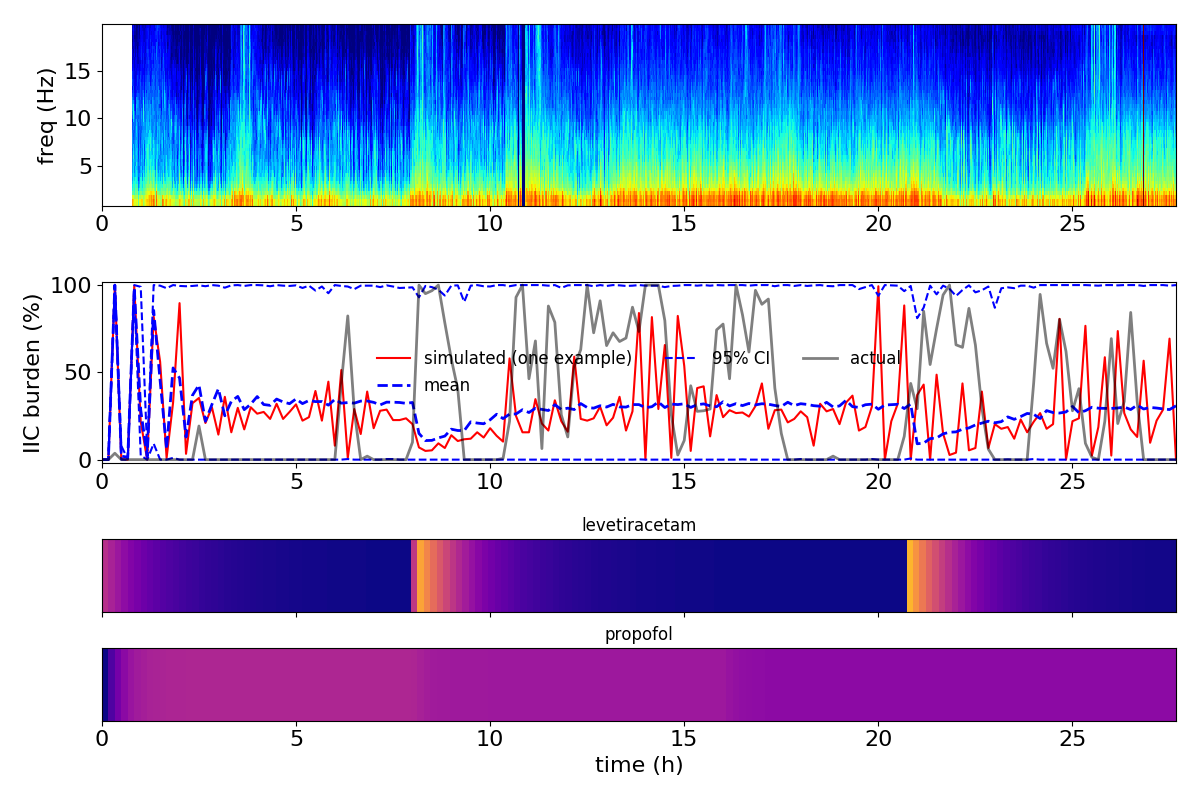 freq (Hz)
15
10
5
0 5 10 15 20 25
IIC burden (%)
100
50
0
simulated (one example) 95% CI actual
mean
0 5 10 15 20 25
levetiracetam
propofol
0 5 10 15 20 25
time (h)